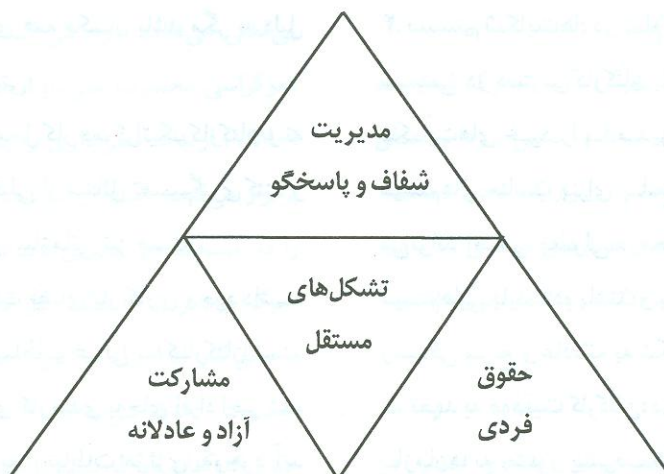 مدیریت
شفاف و پاسخگو
تشکل‌های
مستقل
حقوق
فردی
مشارکت
آزاد و عادلانه